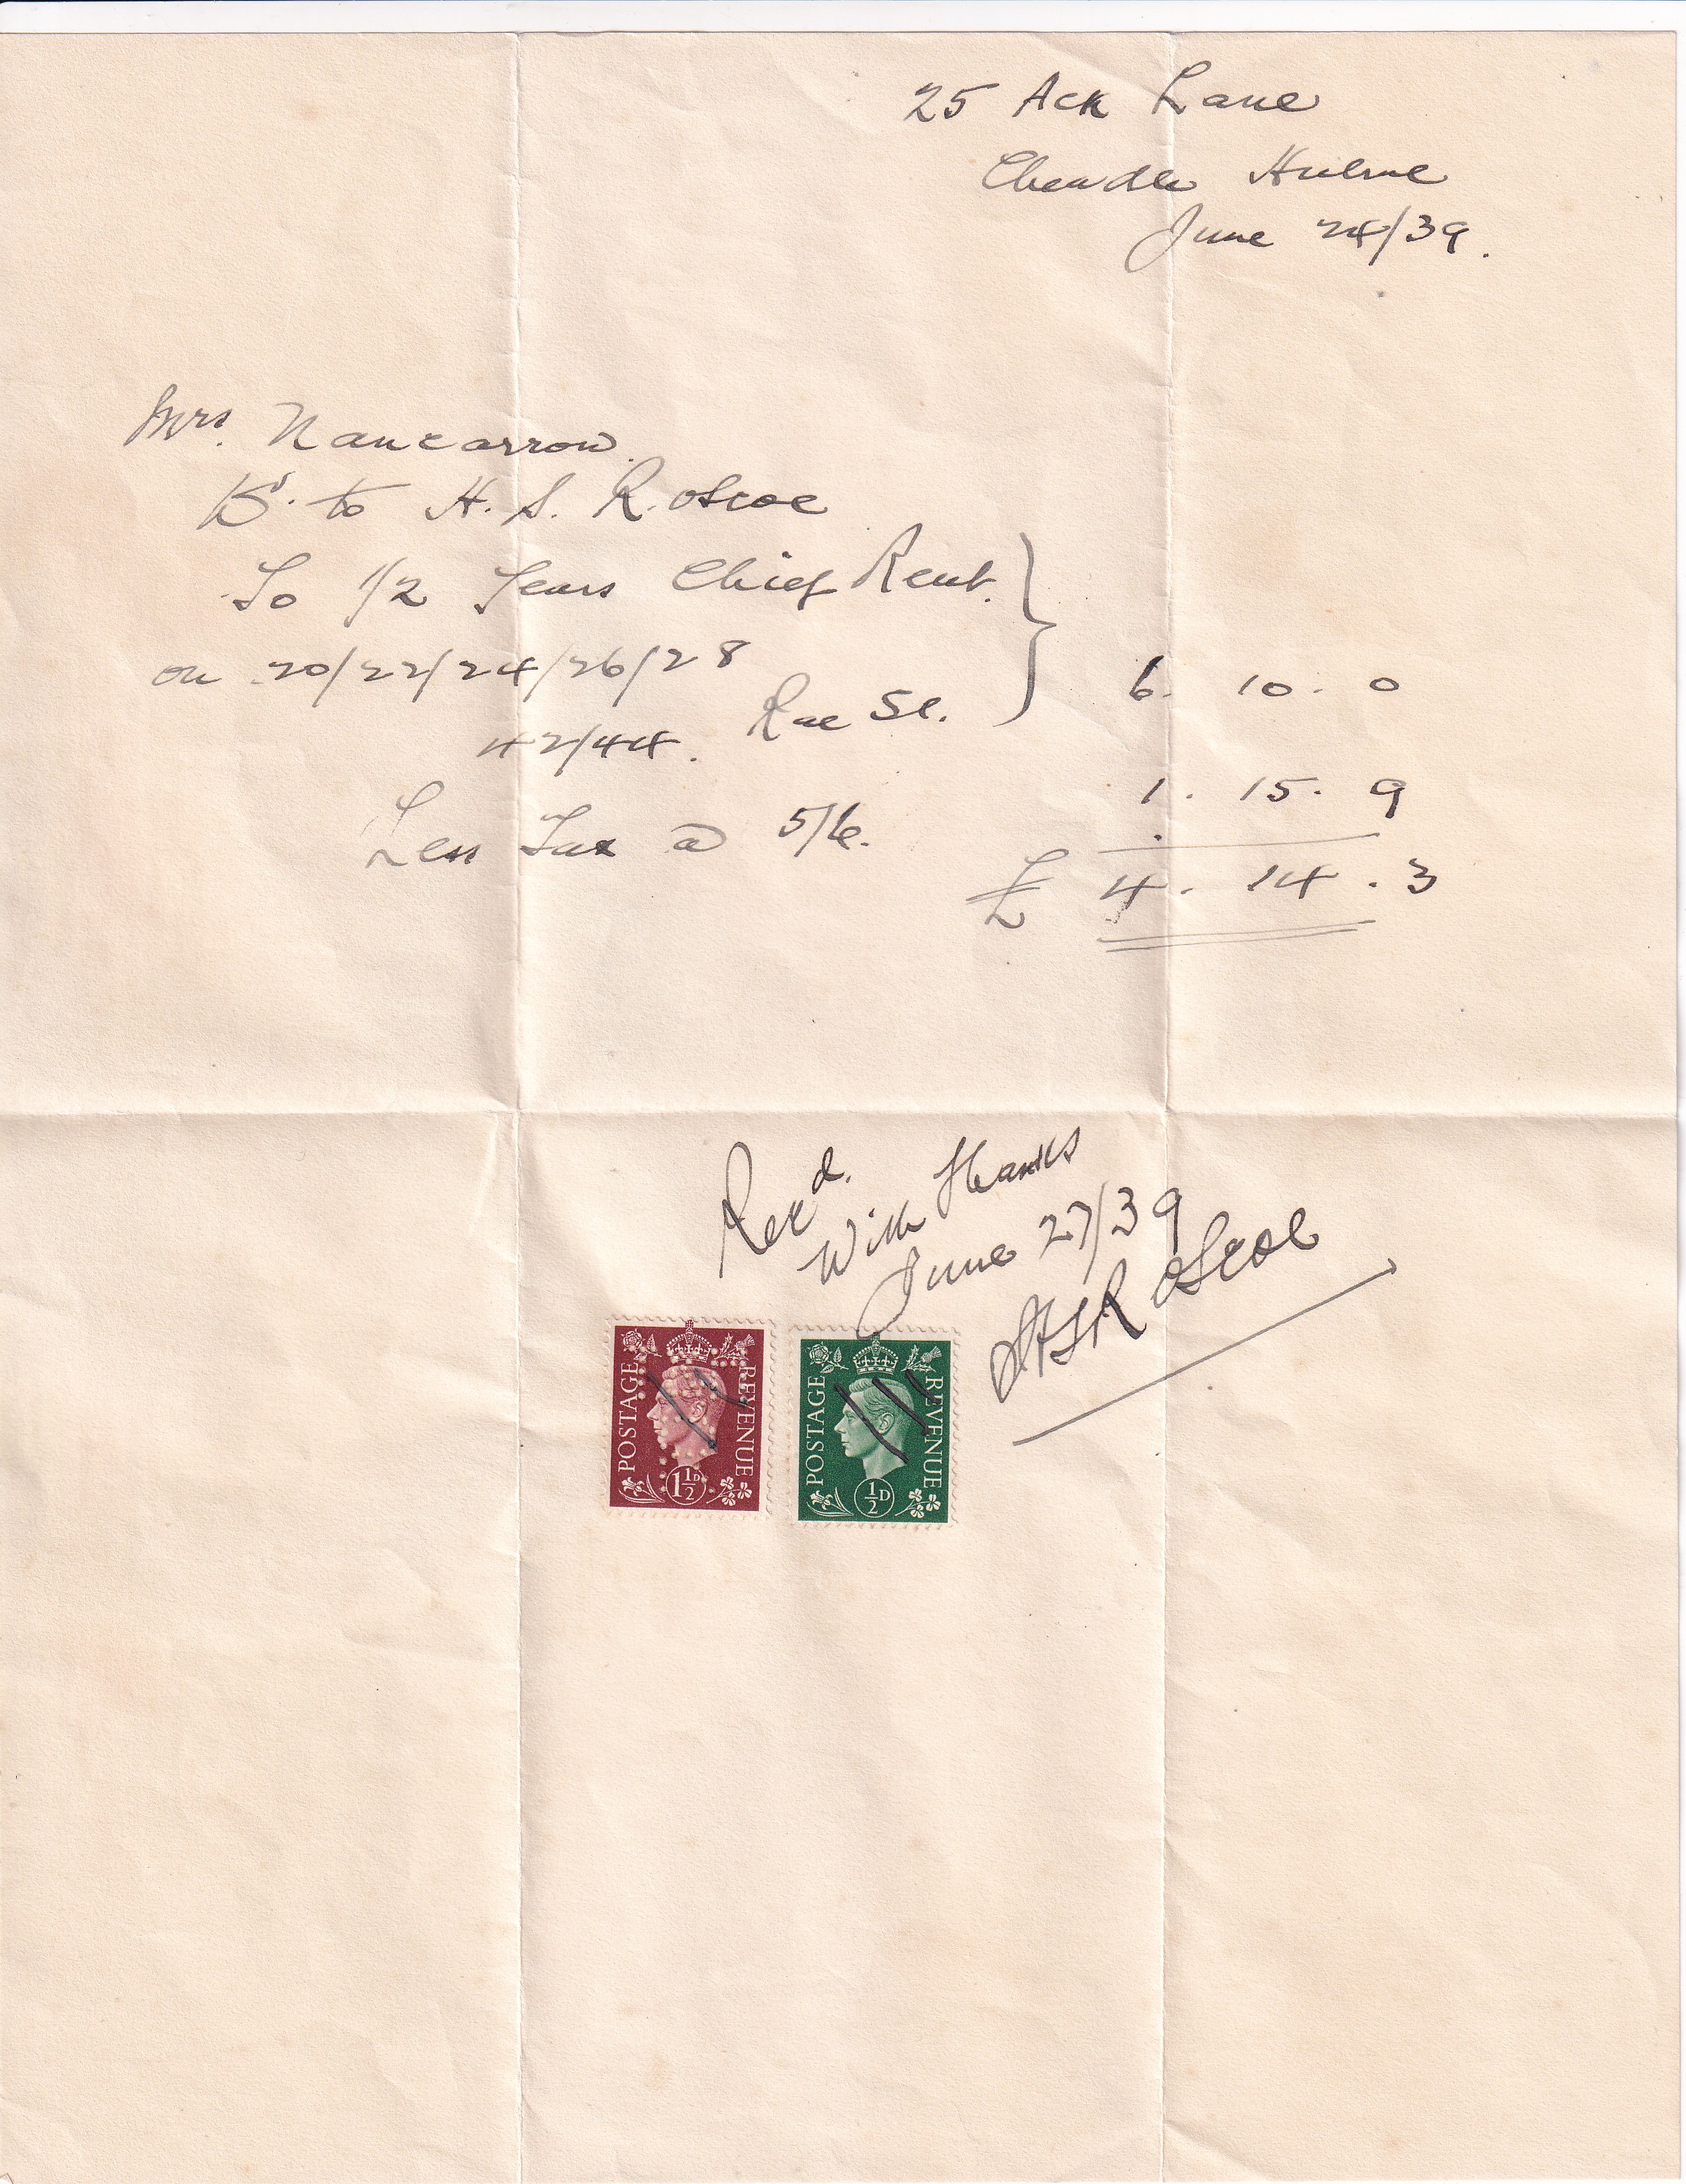 25 Ack Lane
Cheadle Hulme
June 24/39.
Mrs. Nancarrow.
Dr. to H. S. Roscoe
To 1/2 Years Chief Rent.
on 20/22/24/26/28
42/44. Rae St.
6. 10. 0
Less Tax @ 5/6.
1. 15. 9
£ 4. 14. 3
Recd.
With thanks
June 27/39
HSRoscoe
POSTAGE REVENUE 1½D
POSTAGE REVENUE ½D